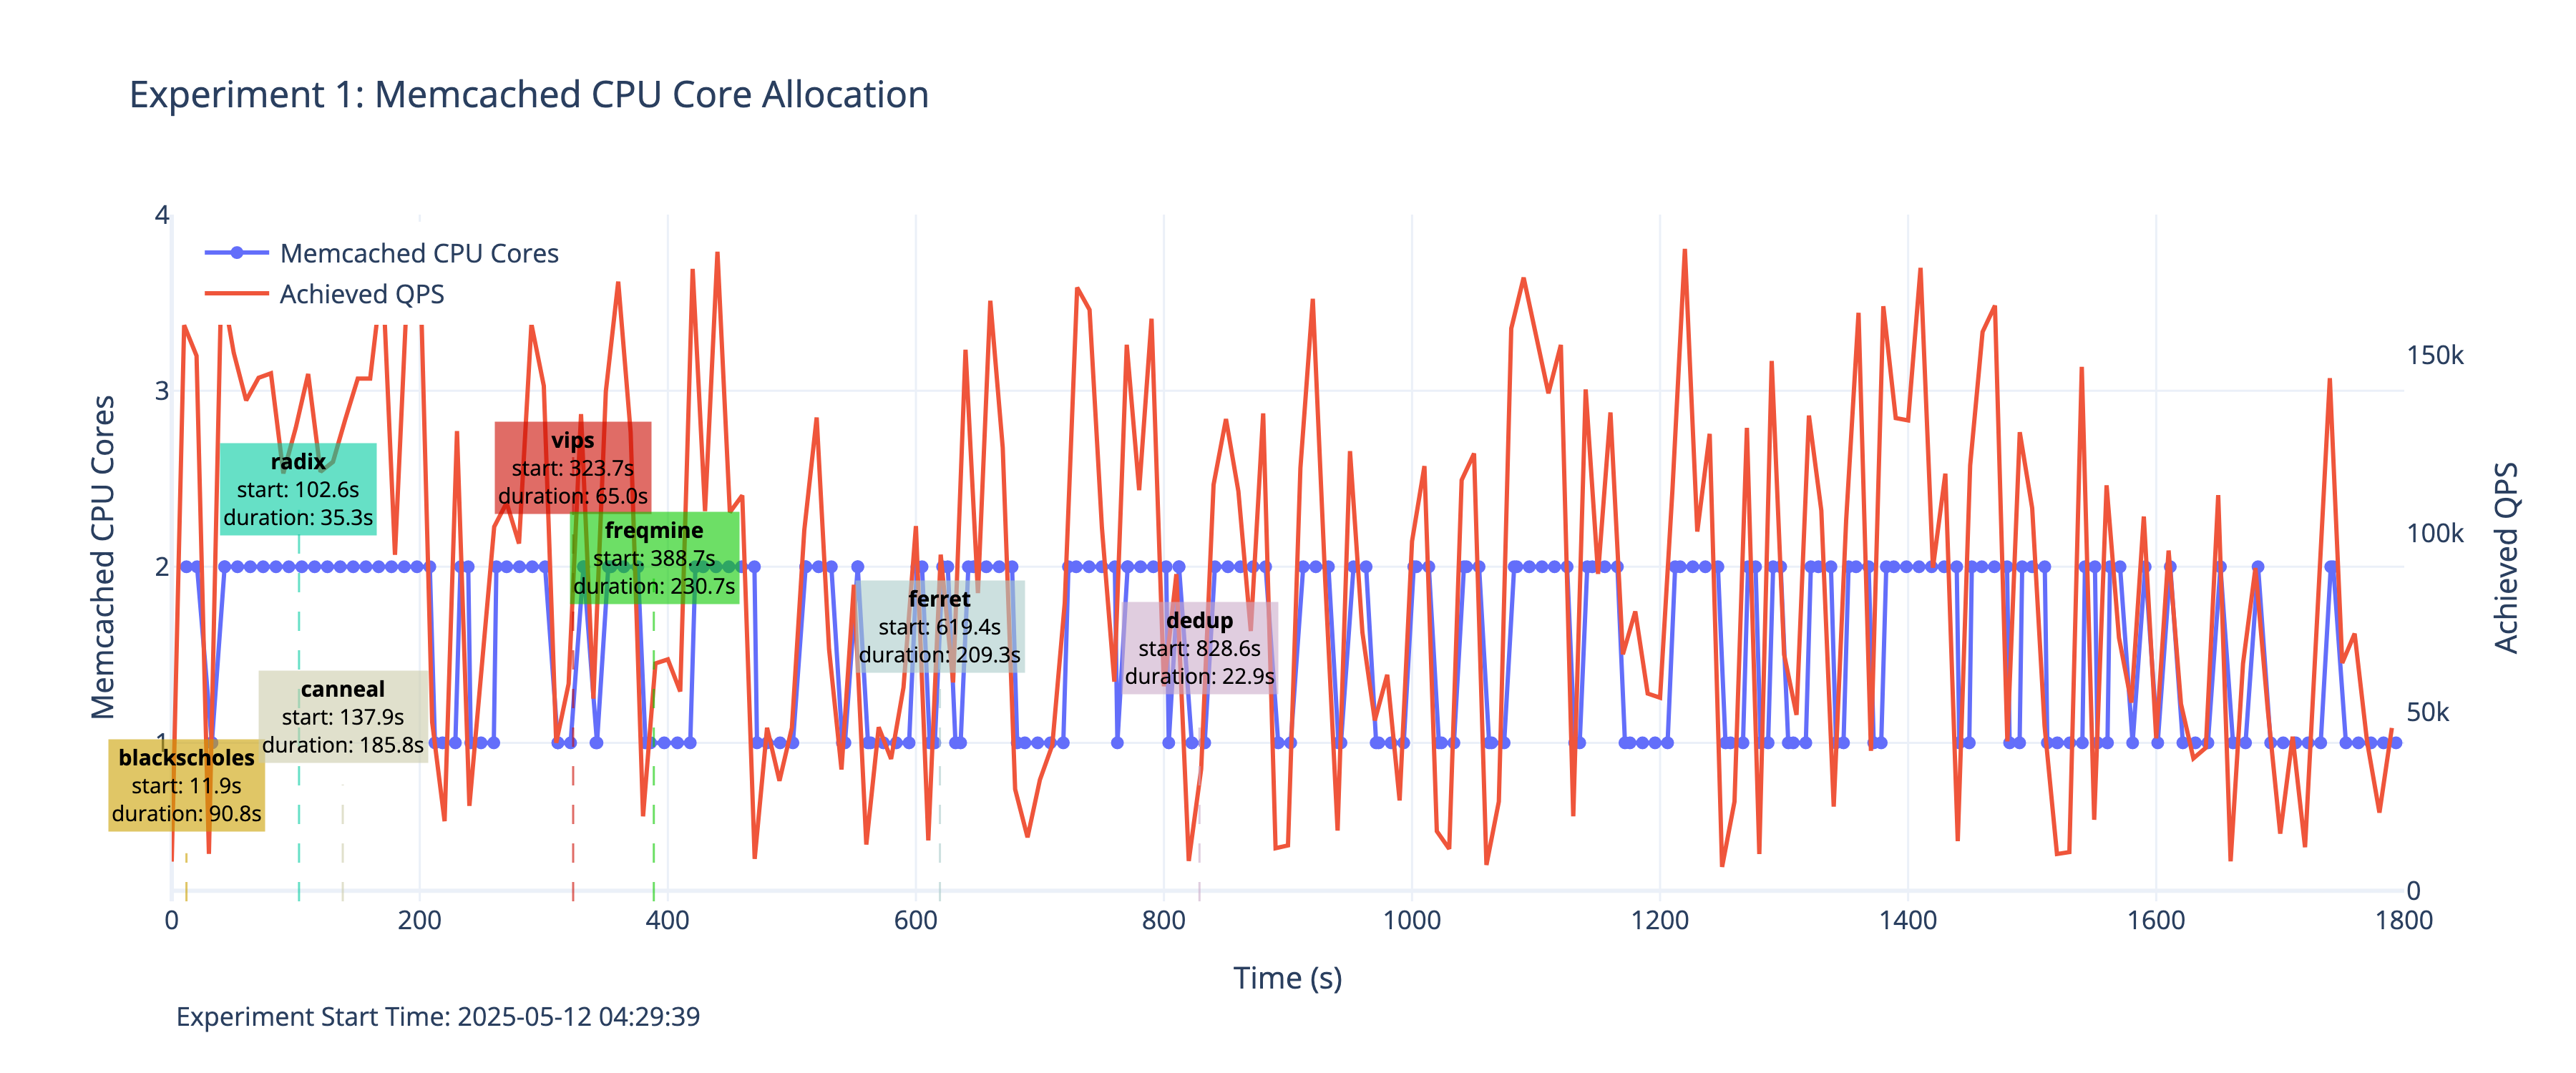 Experiment 1: Memcached CPU Core Allocation
Memcached CPU Cores
Achieved QPS
4
3
2
1
Memcached CPU Cores
150k
100k
50k
0
Achieved QPS
radix
start: 102.6s
duration: 35.3s
vips
start: 323.7s
duration: 65.0s
freqmine
start: 388.7s
duration: 230.7s
ferret
start: 619.4s
duration: 209.3s
dedup
start: 828.6s
duration: 22.9s
canneal
start: 137.9s
duration: 185.8s
blackscholes
start: 11.9s
duration: 90.8s
0 200 400 600 800 1000 1200 1400 1600 1800
Time (s)
Experiment Start Time: 2025-05-12 04:29:39